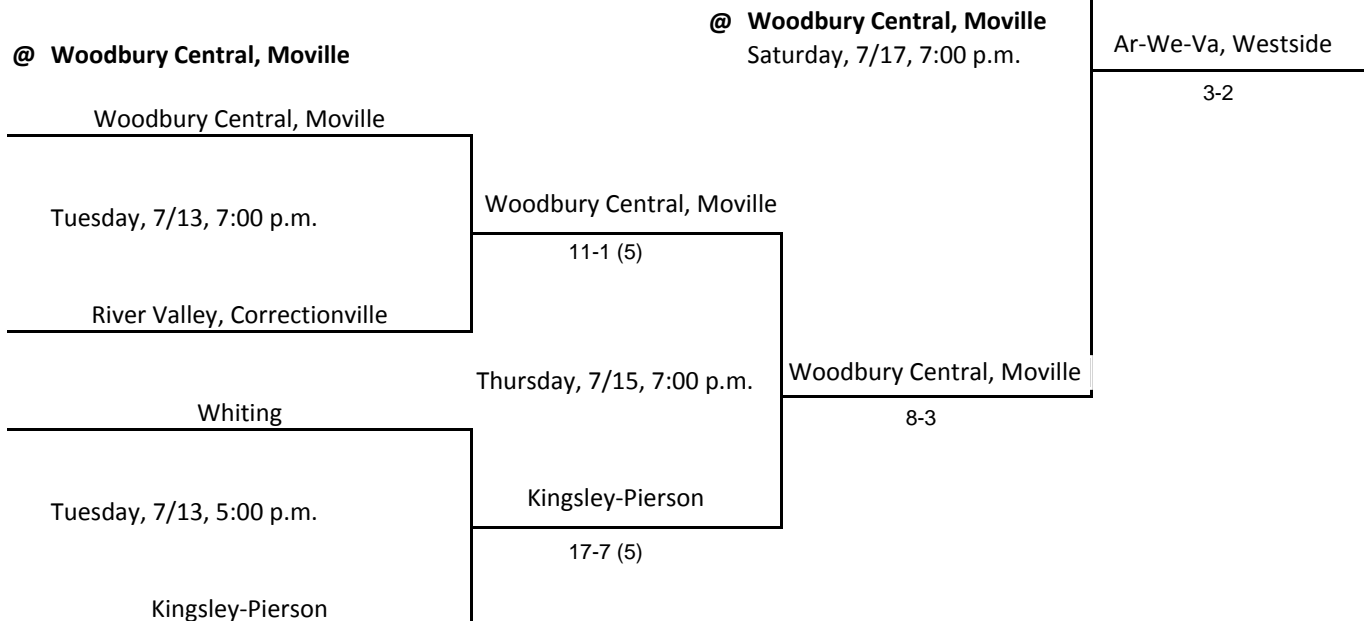 @ Woodbury Central, Moville
Saturday, 7/17, 7:00 p.m.
Ar-We-Va, Westside
3-2
@ Woodbury Central, Moville
Woodbury Central, Moville
Tuesday, 7/13, 7:00 p.m.
Woodbury Central, Moville
11-1 (5)
River Valley, Correctionville
Thursday, 7/15, 7:00 p.m.
Woodbury Central, Moville
8-3
Whiting
Tuesday, 7/13, 5:00 p.m.
Kingsley-Pierson
17-7 (5)
Kingsley-Pierson